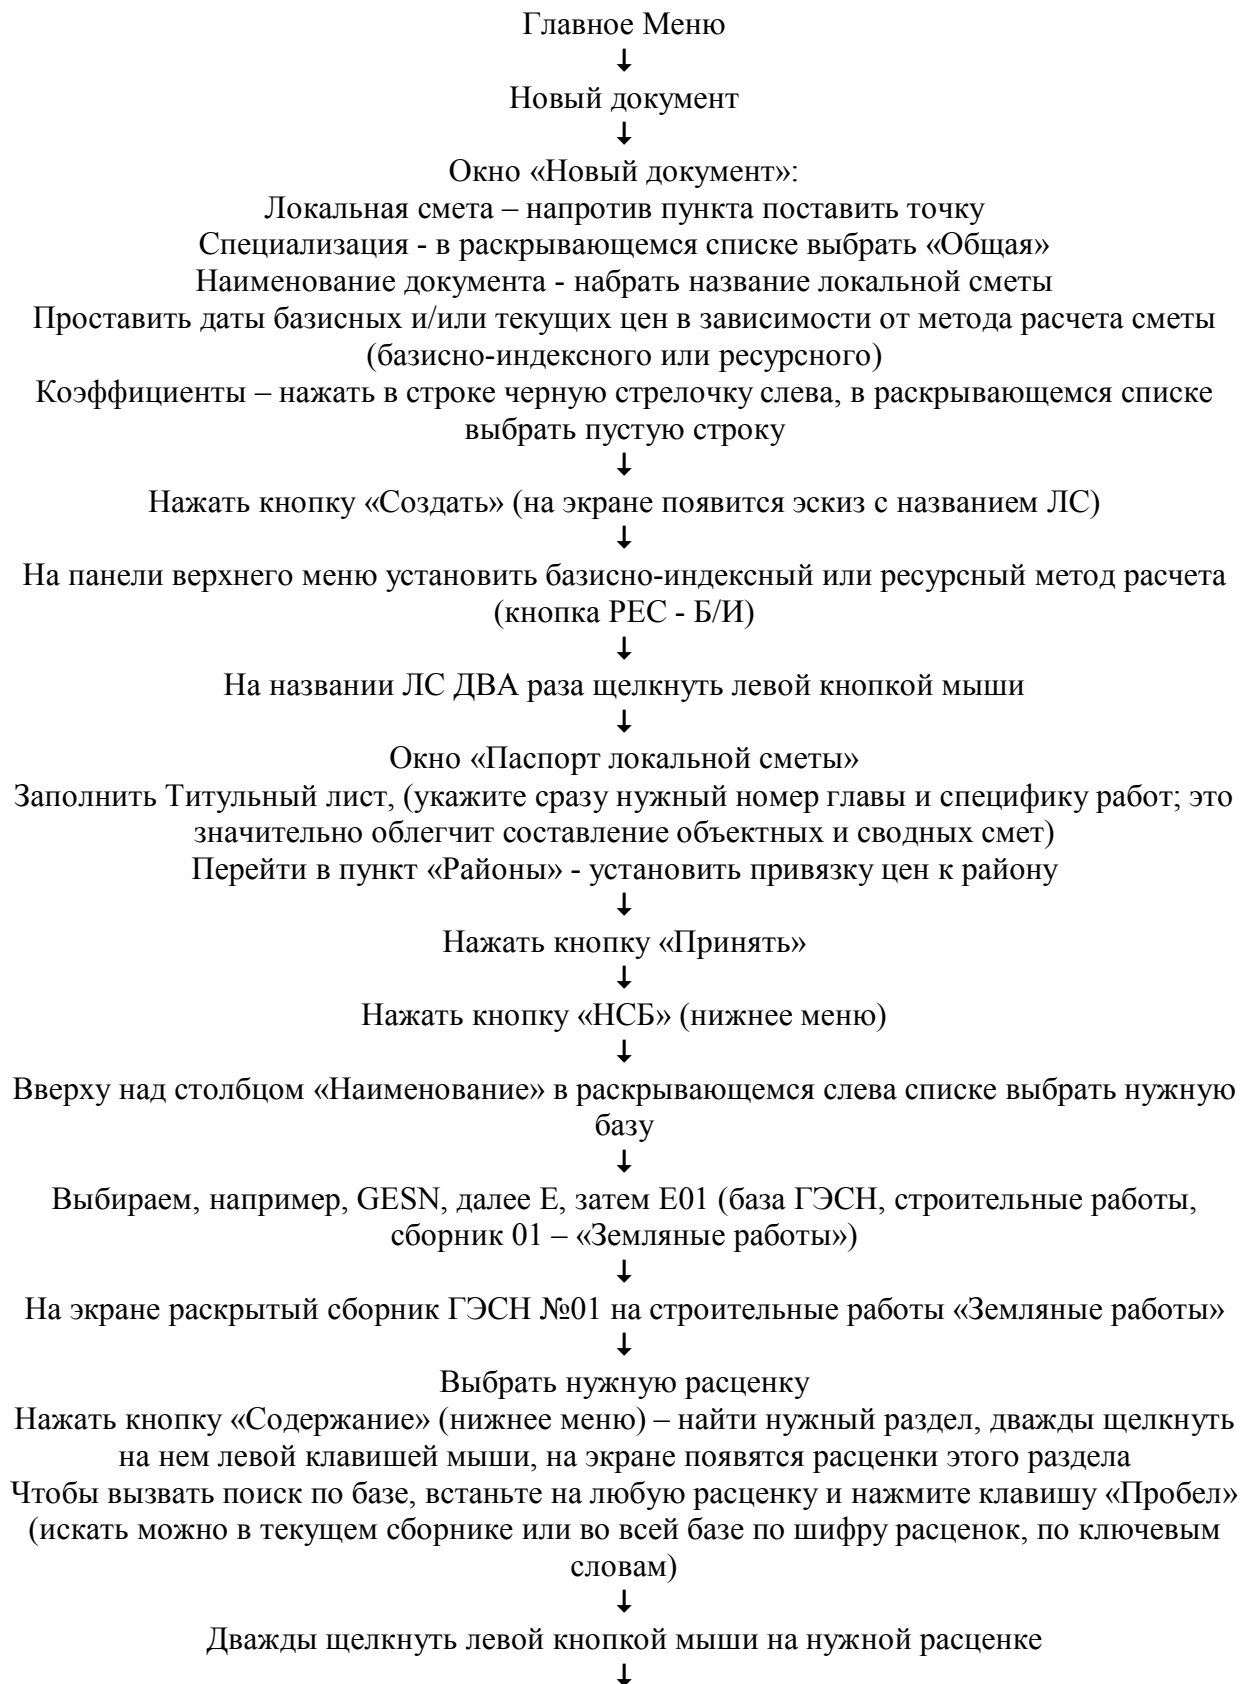 Главное Меню
↓
Новый документ
↓
Окно «Новый документ»:
Локальная смета – напротив пункта поставить точку
Специализация - в раскрывающемся списке выбрать «Общая»
Наименование документа - набрать название локальной сметы
Проставить даты базисных и/или текущих цен в зависимости от метода расчета сметы
(базисно-индексного или ресурсного)
Коэффициенты – нажать в строке черную стрелочку слева, в раскрывающемся списке
выбрать пустую строку
↓
Нажать кнопку «Создать» (на экране появится эскиз с названием ЛС)
↓
На панели верхнего меню установить базисно-индексный или ресурсный метод расчета
(кнопка РЕС - Б/И)
↓
На названии ЛС ДВА раза щелкнуть левой кнопкой мыши
↓
Окно «Паспорт локальной сметы»
Заполнить Титульный лист, (укажите сразу нужный номер главы и специфику работ; это
значительно облегчит составление объектных и сводных смет)
Перейти в пункт «Районы» - установить привязку цен к району
↓
Нажать кнопку «Принять»
↓
Нажать кнопку «НСБ» (нижнее меню)
↓
Вверху над столбцом «Наименование» в раскрывающемся слева списке выбрать нужную
базу
↓
Выбираем, например, GESN, далее Е, затем Е01 (база ГЭСН, строительные работы,
сборник 01 – «Земляные работы»)
↓
На экране раскрытый сборник ГЭСН №01 на строительные работы «Земляные работы»
↓
Выбрать нужную расценку
Нажать кнопку «Содержание» (нижнее меню) – найти нужный раздел, дважды щелкнуть
на нем левой клавишей мыши, на экране появятся расценки этого раздела
Чтобы вызвать поиск по базе, встаньте на любую расценку и нажмите клавишу «Пробел»
(искать можно в текущем сборнике или во всей базе по шифру расценок, по ключевым
словам)
↓
Дважды щелкнуть левой кнопкой мыши на нужной расценке
↓